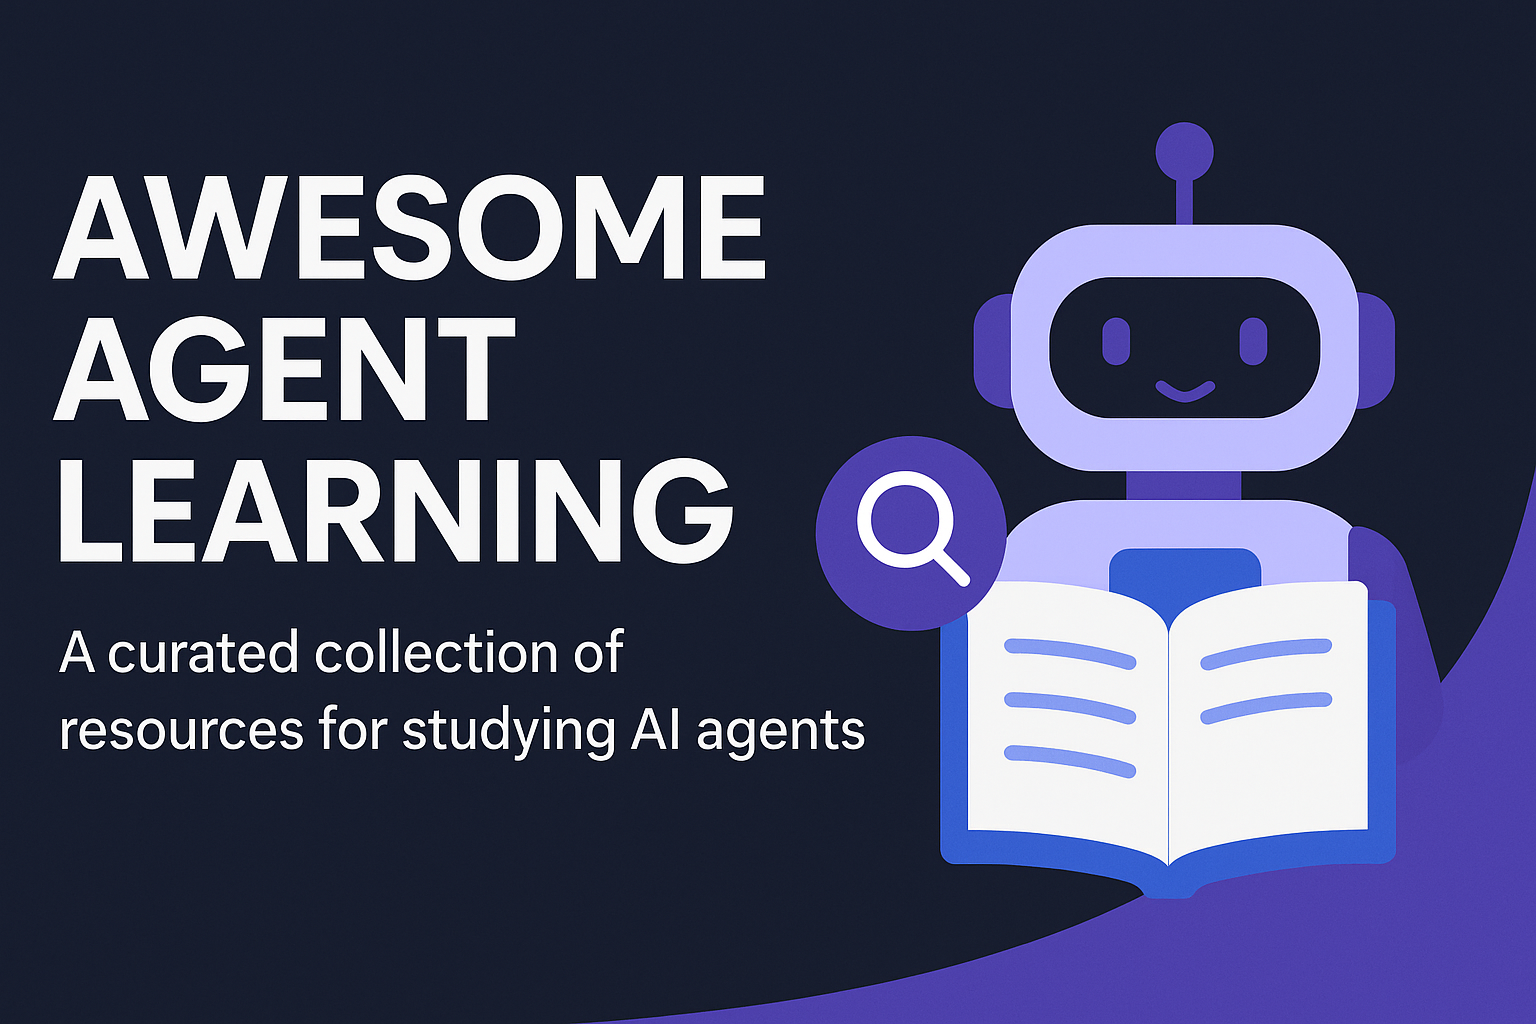 AWESOME
AGENT
LEARNING
A curated collection of
resources for studying AI agents